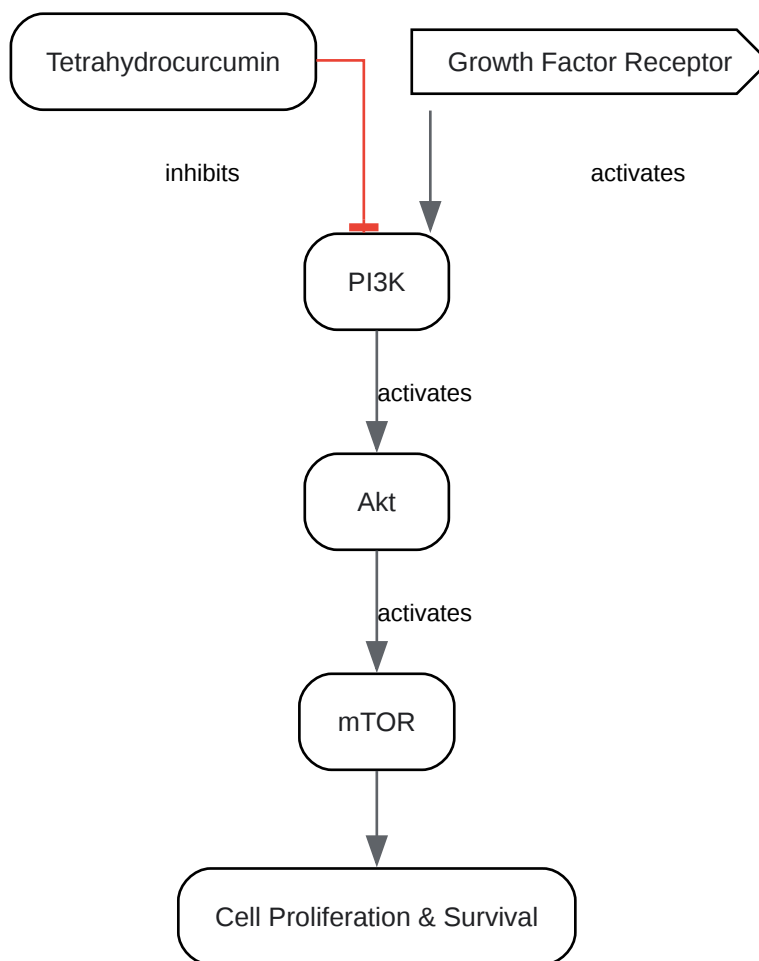 Tetrahydrocurcumin
Growth Factor Receptor
inhibits
activates
PI3K
activates
Akt
activates
mTOR
Cell Proliferation & Survival